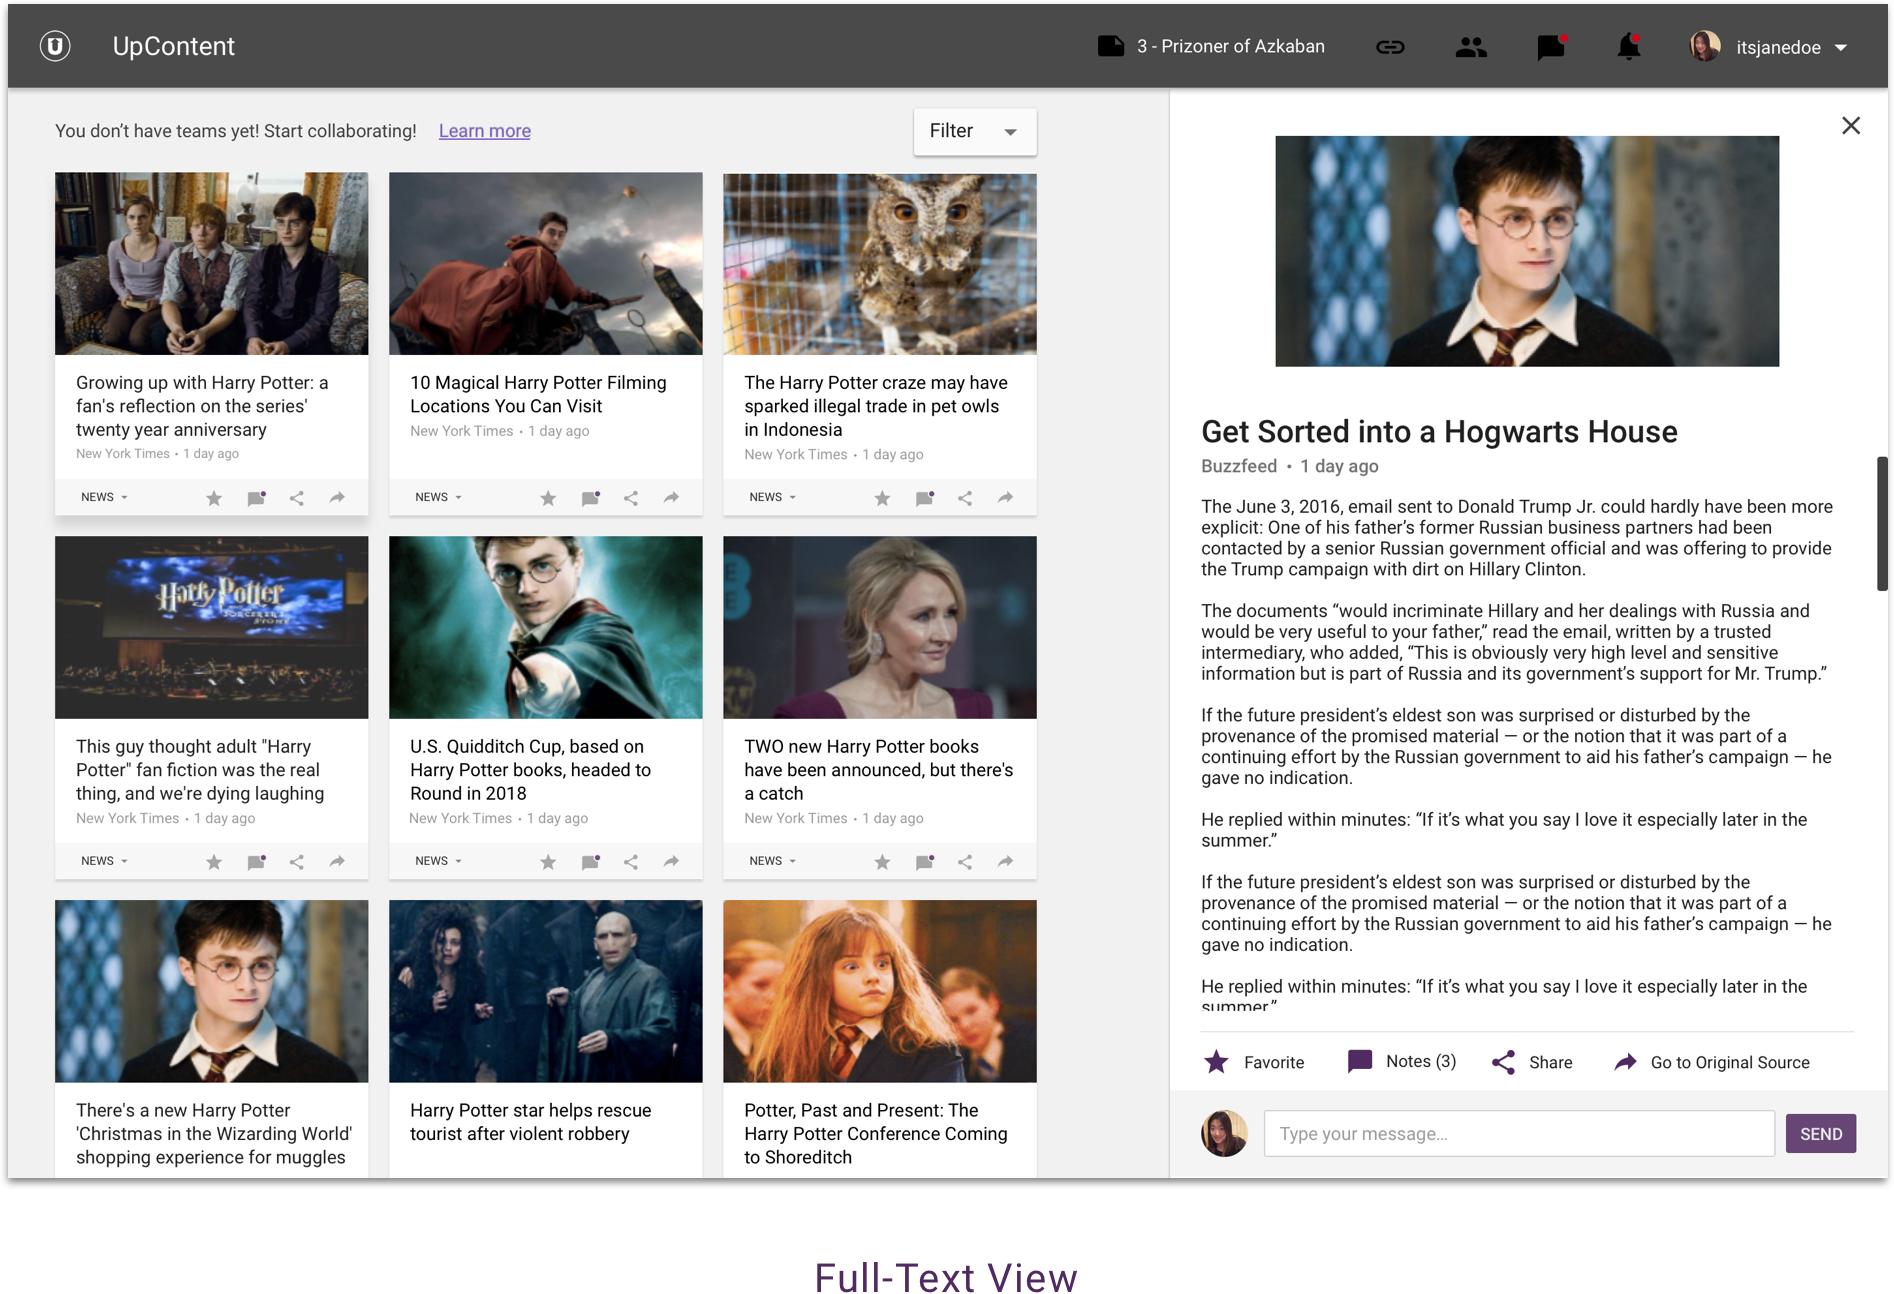 UpContent
3 - Prizoner of Azkaban
itsjanedoe
You don’t have teams yet! Start collaborating! Learn more
Filter
Growing up with Harry Potter: a
fan's reflection on the series'
twenty year anniversary
New York Times • 1 day ago
NEWS
10 Magical Harry Potter Filming
Locations You Can Visit
New York Times • 1 day ago
NEWS
The Harry Potter craze may have
sparked illegal trade in pet owls
in Indonesia
New York Times • 1 day ago
NEWS
Harry Potter
SORCERER'S
STONE
This guy thought adult "Harry
Potter" fan fiction was the real
thing, and we're dying laughing
New York Times • 1 day ago
NEWS
U.S. Quidditch Cup, based on
Harry Potter books, headed to
Round in 2018
New York Times • 1 day ago
NEWS
TWO new Harry Potter books
have been announced, but there's
a catch
New York Times • 1 day ago
NEWS
There's a new Harry Potter
'Christmas in the Wizarding World'
shopping experience for muggles
Harry Potter star helps rescue
tourist after violent robbery
Potter, Past and Present: The
Harry Potter Conference Coming
to Shoreditch
Get Sorted into a Hogwarts House
Buzzfeed • 1 day ago
The June 3, 2016, email sent to Donald Trump Jr. could hardly have been more
explicit: One of his father’s former Russian business partners had been
contacted by a senior Russian government official and was offering to provide
the Trump campaign with dirt on Hillary Clinton.
The documents “would incriminate Hillary and her dealings with Russia and
would be very useful to your father,” read the email, written by a trusted
intermediary, who added, “This is obviously very high level and sensitive
information but is part of Russia and its government’s support for Mr. Trump.”
If the future president’s eldest son was surprised or disturbed by the
provenance of the promised material — or the notion that it was part of a
continuing effort by the Russian government to aid his father’s campaign — he
gave no indication.
He replied within minutes: “If it’s what you say I love it especially later in the
summer.”
If the future president’s eldest son was surprised or disturbed by the
provenance of the promised material — or the notion that it was part of a
continuing effort by the Russian government to aid his father’s campaign — he
gave no indication.
He replied within minutes: “If it’s what you say I love it especially later in the
summer.”
Favorite
Notes (3)
Share
Go to Original Source
Type your message...
SEND
Full-Text View